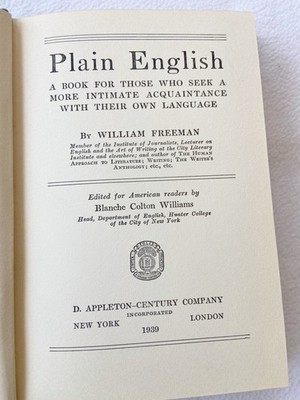 Plain English
A BOOK FOR THOSE WHO SEEK A
MORE INTIMATE ACQUAINTANCE
WITH THEIR OWN LANGUAGE
BY WILLIAM FREEMAN
Member of the Institute of Journalists, Lecturer on
English and the Art of Writing at the City Literary
Institute and elsewhere; and author of THE HUMAN
APPROACH TO LITERATURE; WRITING; THE WRITER'S
ANTHOLOGY; etc., etc.
Edited for American readers by
Blanche Colton Williams
Head, Department of English, Hunter College
of the City of New York
D. APPLETON-CENTURY COMPANY
INCORPORATED
NEW YORK LONDON
1939